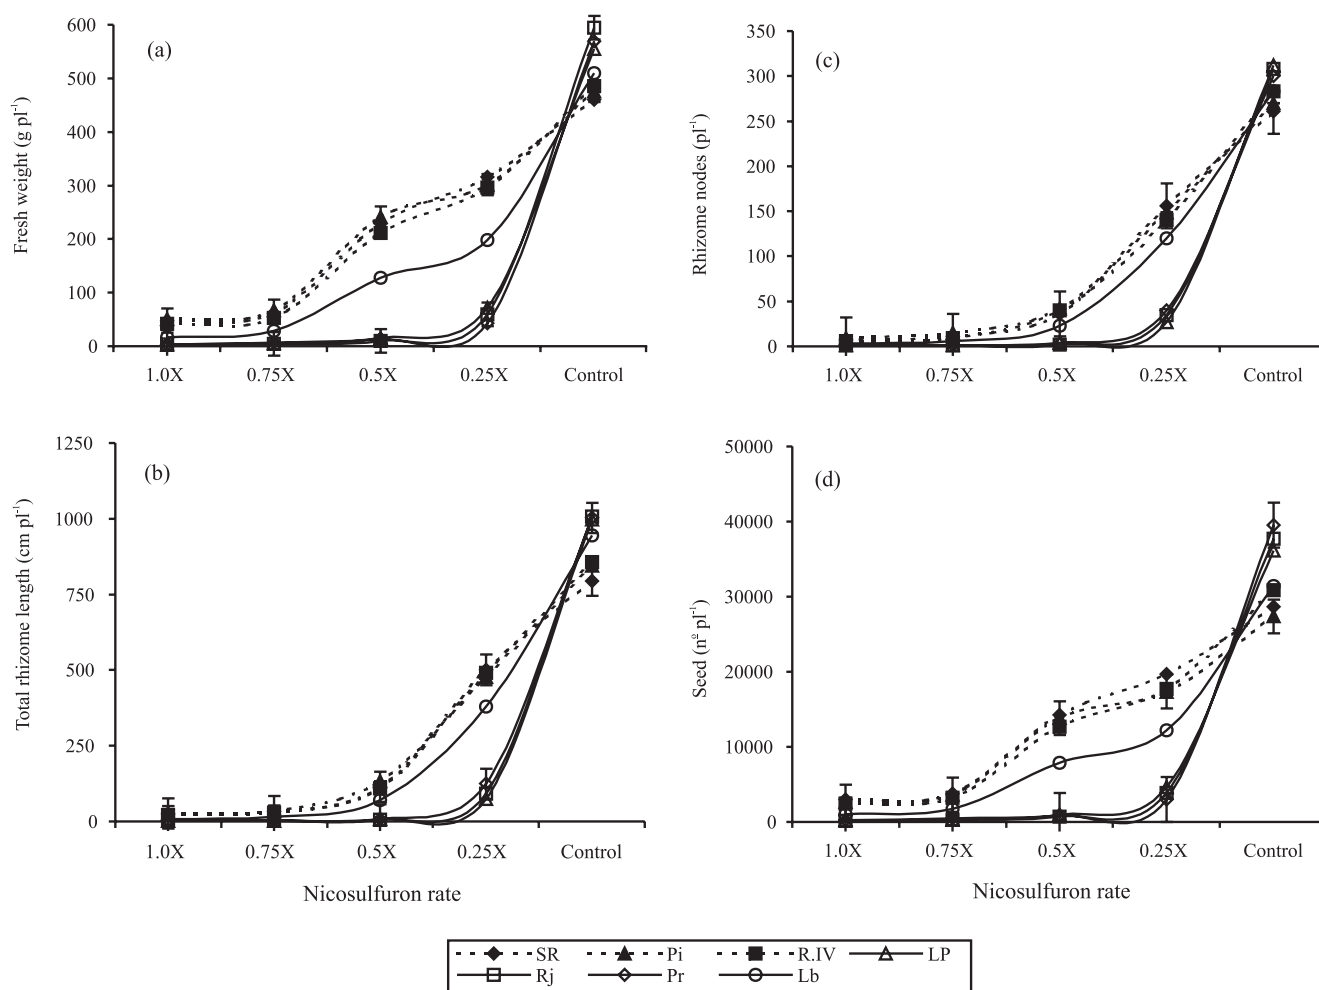 (a)
Fresh weight (g pl⁻¹)
600
500
400
300
200
100
0
1.0X 0.75X 0.5X 0.25X Control
(c)
Rhizome nodes (pl⁻¹)
350
300
250
200
150
100
50
0
1.0X 0.75X 0.5X 0.25X Control
(b)
Total rhizome length (cm pl⁻¹)
1250
1000
750
500
250
0
1.0X 0.75X 0.5X 0.25X Control
Nicosulfuron rate
(d)
Seed (nº pl⁻¹)
50000
40000
30000
20000
10000
0
1.0X 0.75X 0.5X 0.25X Control
Nicosulfuron rate
SR Pi R.IV LP
Rj Pr Lb